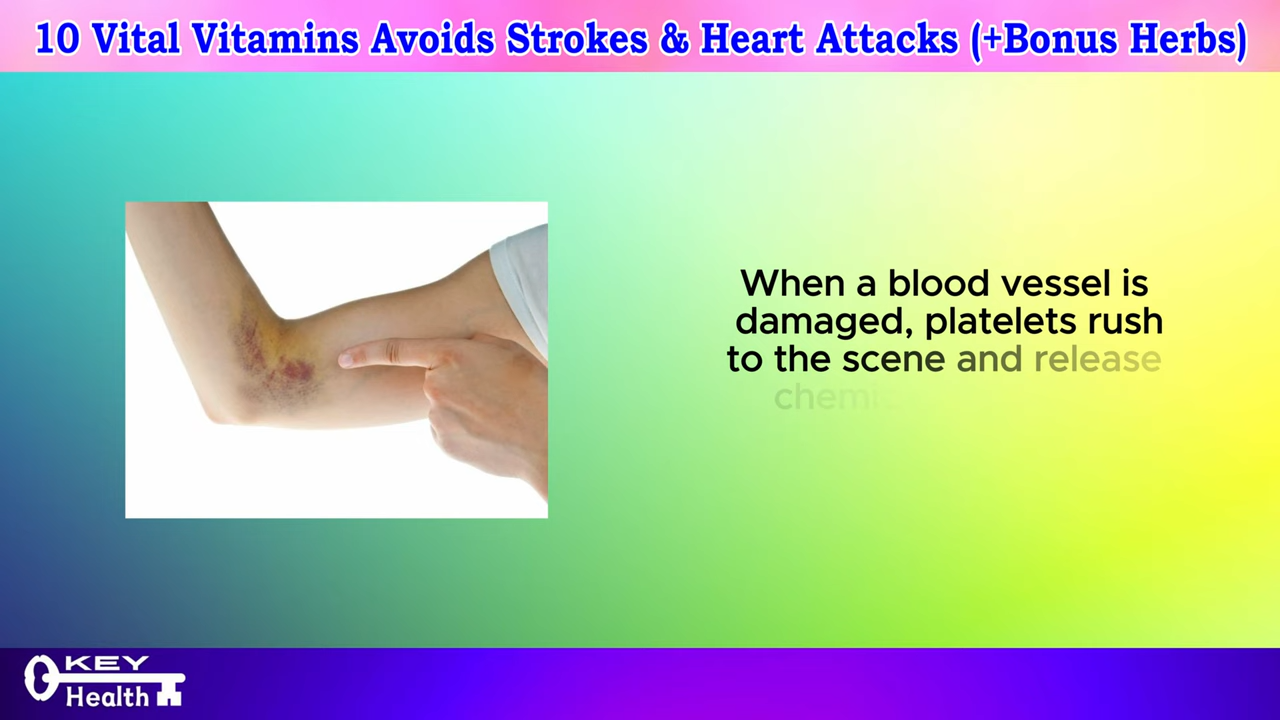 10 Vital Vitamins Avoids Strokes & Heart Attacks (+Bonus Herbs)
When a blood vessel is
damaged, platelets rush
to the scene and release
KEY
Health